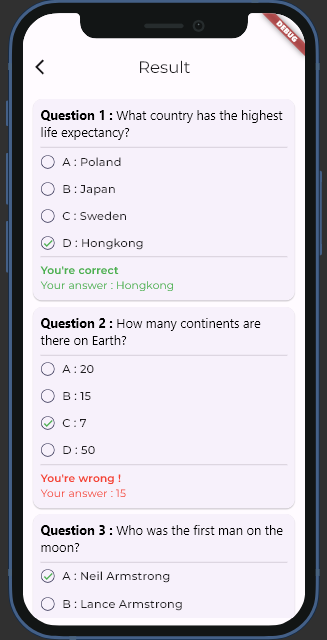 DEBUG
Result
Question 1 : What country has the highest
life expectancy?
A : Poland
B : Japan
C : Sweden
D : Hongkong
You're correct
Your answer : Hongkong
Question 2 : How many continents are
there on Earth?
A : 20
B : 15
C : 7
D : 50
You're wrong !
Your answer : 15
Question 3 : Who was the first man on the
moon?
A : Neil Armstrong
B : Lance Armstrong